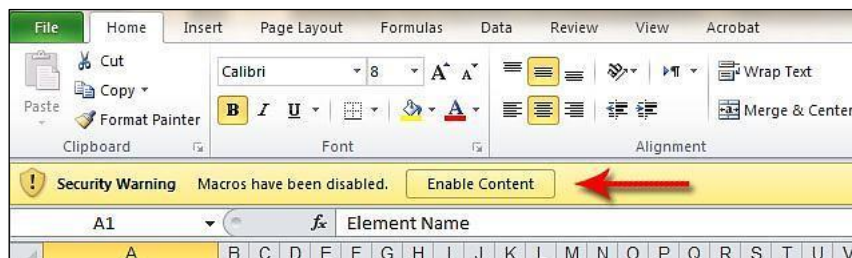 File Home Insert Page Layout Formulas Data Review View Acrobat
Cut
Copy
Paste
Format Painter
Clipboard
Calibri 8 A A
B I U A
Font
Wrap Text
Merge & Center
Alignment
! Security Warning Macros have been disabled. Enable Content
A1 fx Element Name
A B C D E F G H I J K L M N O P Q R S T U V